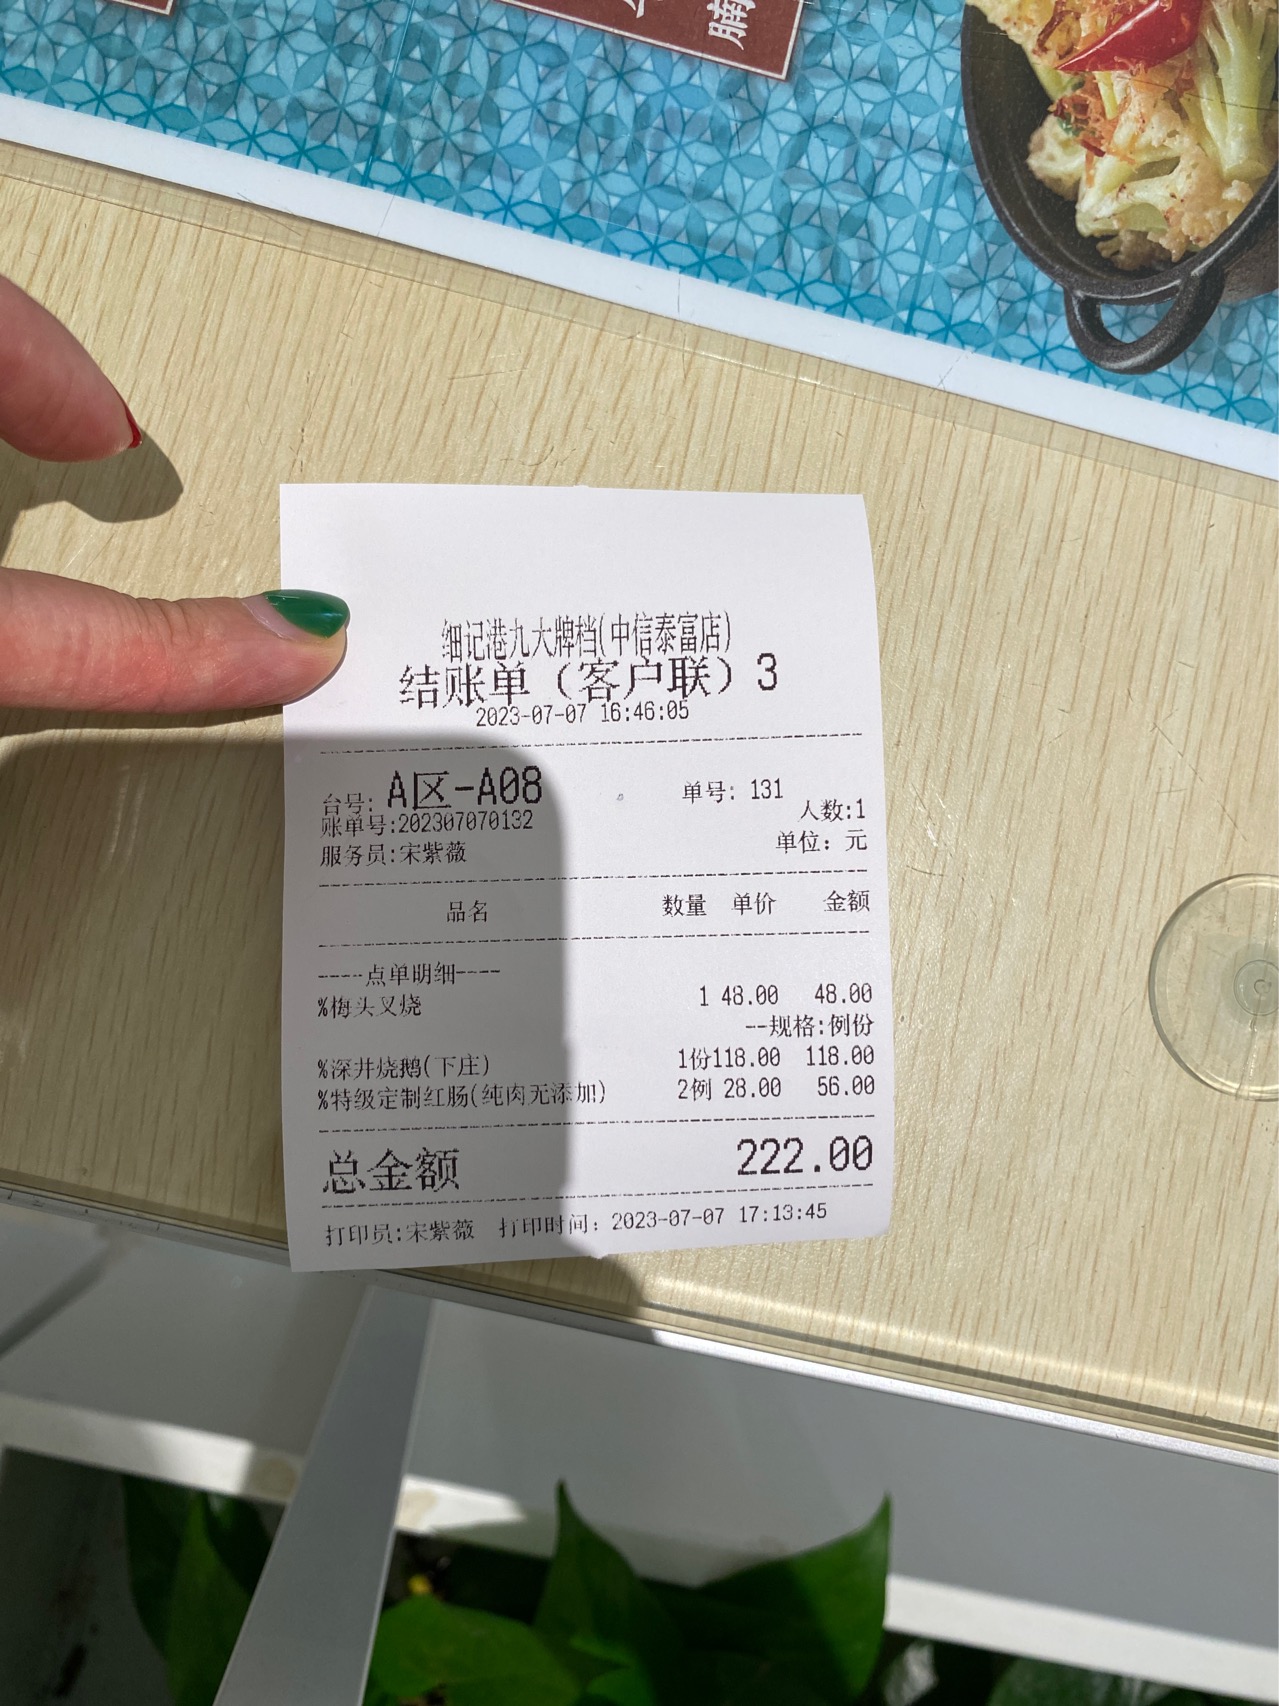 腩
细记港九大牌档(中信泰富店)
结账单（客户联）3
2023-07-07 16:46:05
台号: A区-A08 单号: 131
账单号:202307070132 人数:1
服务员:宋紫薇 单位: 元
品名 数量 单价 金额
----点单明细----
%梅头叉烧 1 48.00 48.00
--规格:例份
%深井烧鹅(下庄) 1份118.00 118.00
%特级定制红肠(纯肉无添加) 2例 28.00 56.00
总金额 222.00
打印员:宋紫薇 打印时间: 2023-07-07 17:13:45